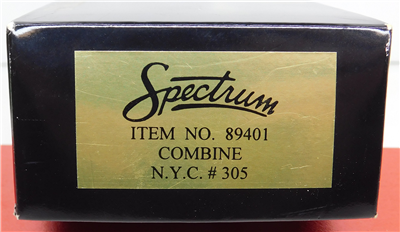 Spectrum
ITEM NO. 89401
COMBINE
N.Y.C. # 305